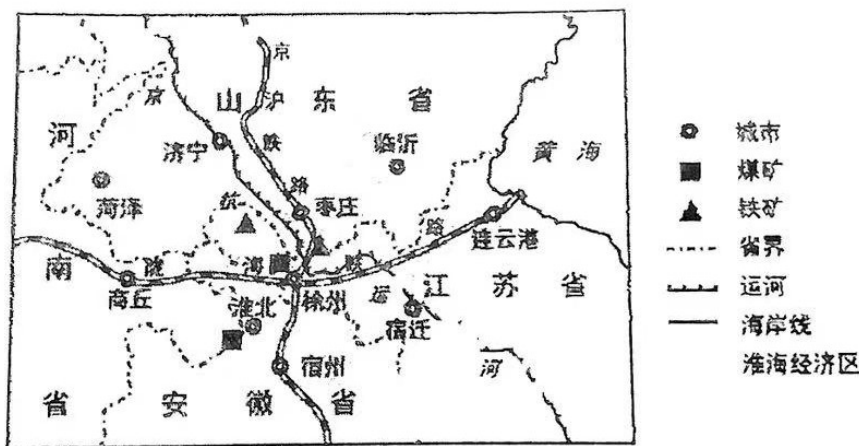 京
京
山 沪 东 省
河
济宁
铁
临沂
黄 海
菏泽
杭
路
枣庄
路
连云港
南
陇
海
铁
商丘
徐州
运
江 苏 省
淮北
宿迁
宿州
河
省 安 徽 省
城市
煤矿
铁矿
省界
运河
海岸线
淮海经济区